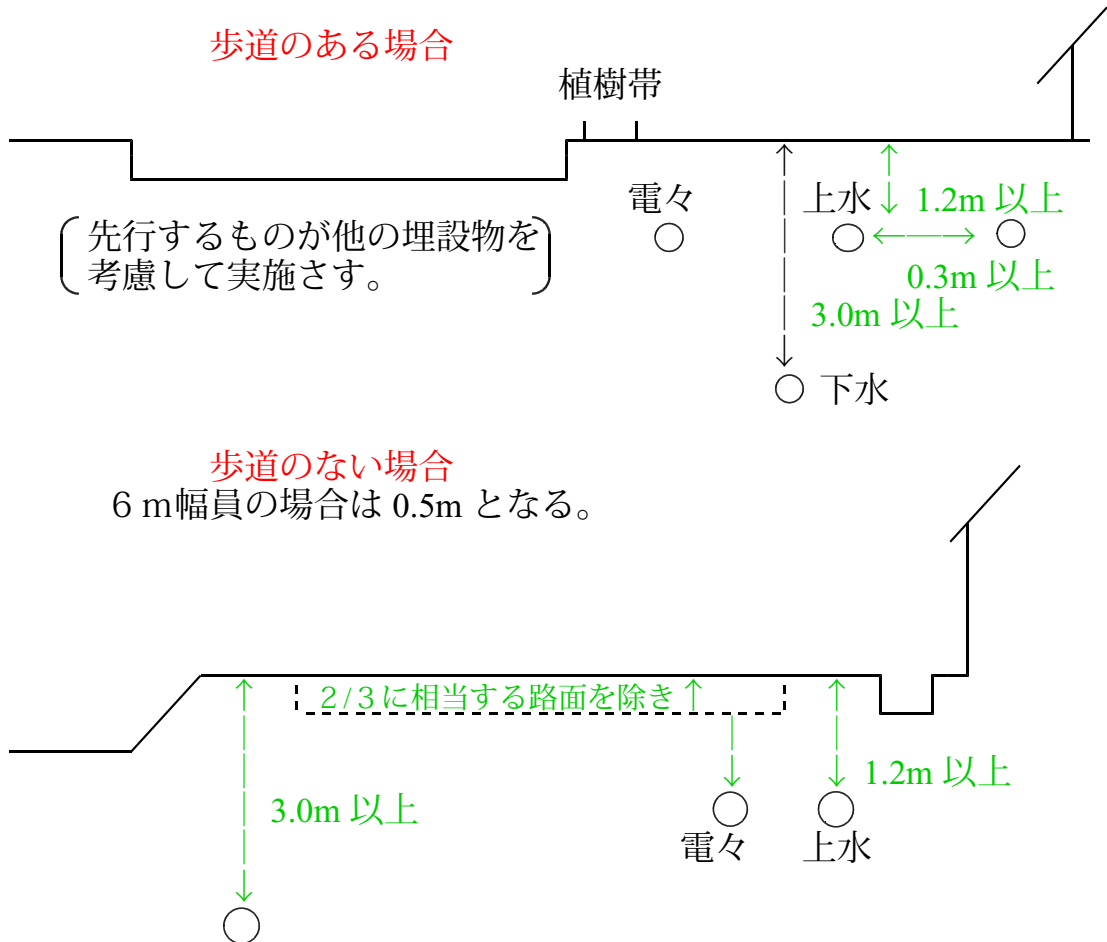 歩道のある場合
植樹帯
電々
上水
1.2m 以上
先行するものが他の埋設物を
考慮して実施さす。
0.3m 以上
3.0m 以上
下水
歩道のない場合
６ｍ幅員の場合は 0.5m となる。
２/３に相当する路面を除き
1.2m 以上
3.0m 以上
電々
上水